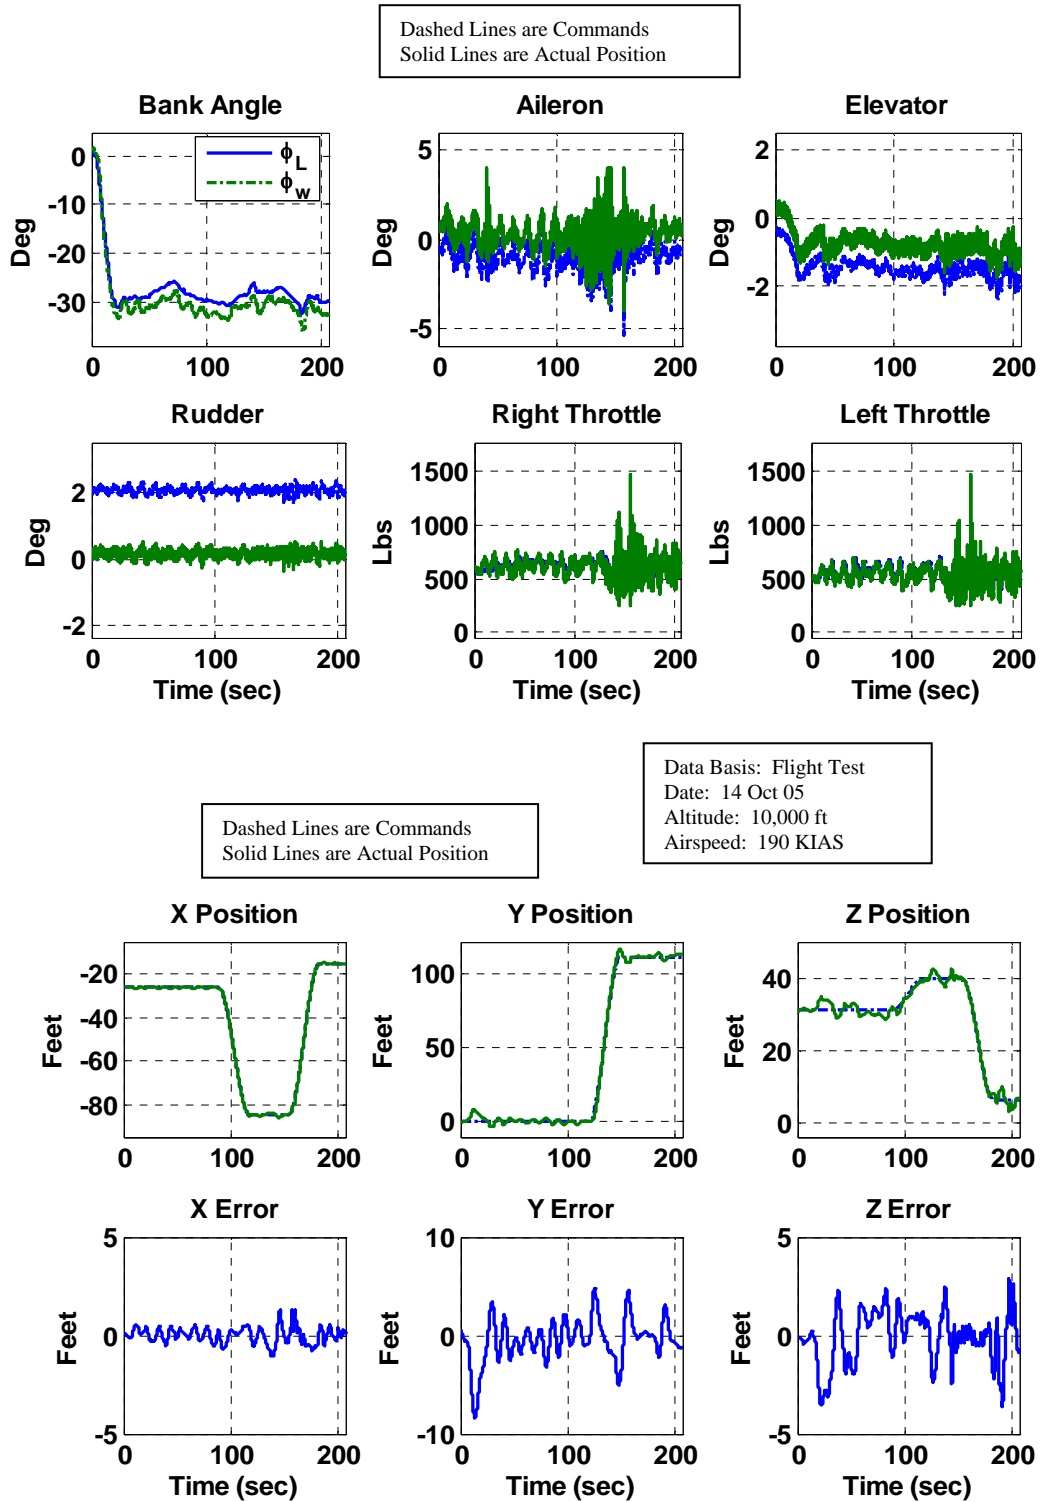 Dashed Lines are Commands
Solid Lines are Actual Position
Bank Angle
Aileron
Elevator
Deg
0
-10
-20
-30
ϕL
ϕw
0
100
200
Deg
5
0
-5
0
100
200
Deg
2
0
-2
0
100
200
Rudder
Right Throttle
Left Throttle
Deg
2
0
-2
0
100
200
Time (sec)
Lbs
1500
1000
500
0
0
100
200
Time (sec)
Lbs
1500
1000
500
0
0
100
200
Time (sec)
Data Basis: Flight Test
Date: 14 Oct 05
Altitude: 10,000 ft
Airspeed: 190 KIAS
Dashed Lines are Commands
Solid Lines are Actual Position
X Position
Y Position
Z Position
Feet
-20
-40
-60
-80
0
100
200
Feet
100
50
0
0
100
200
Feet
40
20
0
0
100
200
X Error
Y Error
Z Error
Feet
5
0
-5
0
100
200
Time (sec)
Feet
10
0
-10
0
100
200
Time (sec)
Feet
5
0
-5
0
100
200
Time (sec)